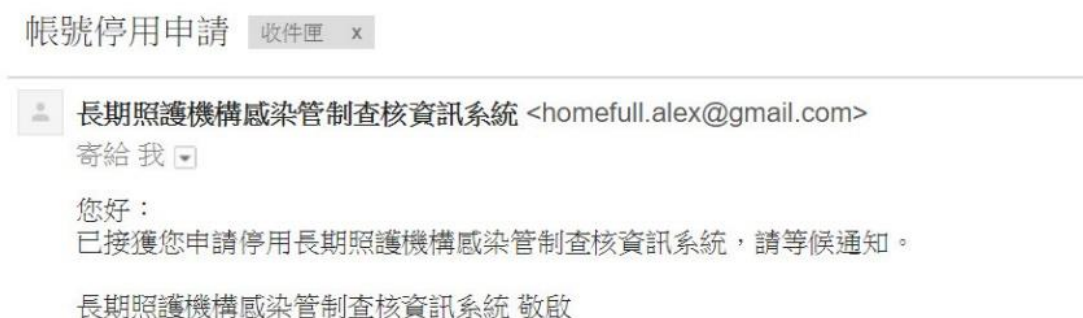 帳號停用申請 收件匣 x
長期照護機構感染管制查核資訊系統 <homefull.alex@gmail.com>
寄給 我
您好：
已接獲您申請停用長期照護機構感染管制查核資訊系統，請等候通知。
長期照護機構感染管制查核資訊系統 敬啟